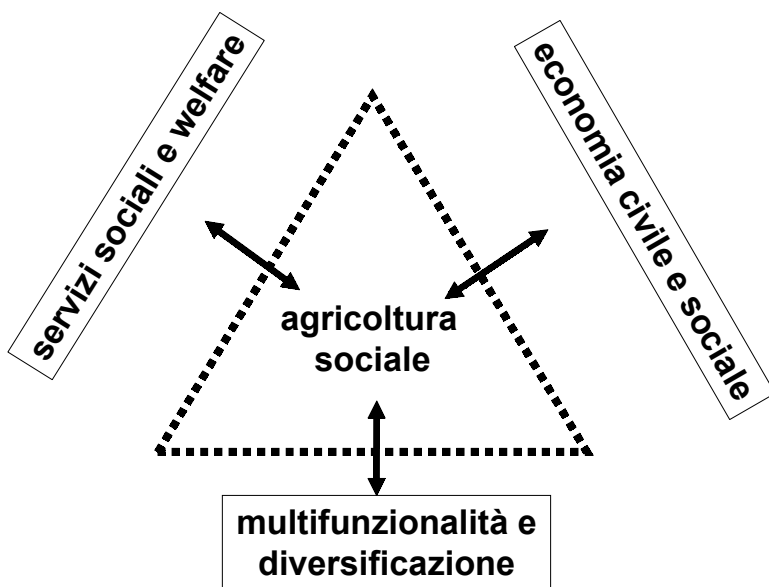 servizi sociali e welfare
economia civile e sociale
agricoltura
sociale
multifunzionalità e
diversificazione